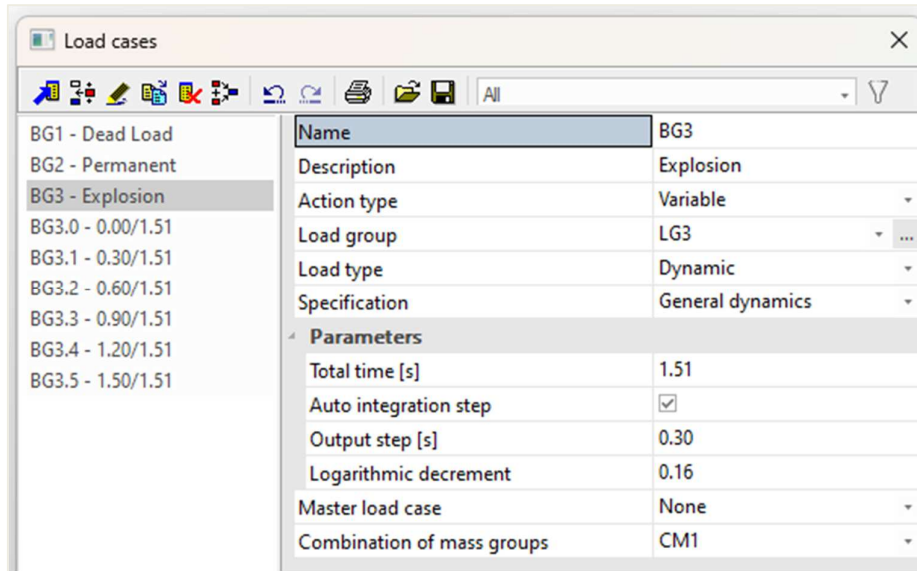 Load cases
All
BG1 - Dead Load
BG2 - Permanent
BG3 - Explosion
BG3.0 - 0.00/1.51
BG3.1 - 0.30/1.51
BG3.2 - 0.60/1.51
BG3.3 - 0.90/1.51
BG3.4 - 1.20/1.51
BG3.5 - 1.50/1.51
Name BG3
Description Explosion
Action type Variable
Load group LG3 ...
Load type Dynamic
Specification General dynamics
Parameters
Total time [s] 1.51
Auto integration step
Output step [s] 0.30
Logarithmic decrement 0.16
Master load case None
Combination of mass groups CM1